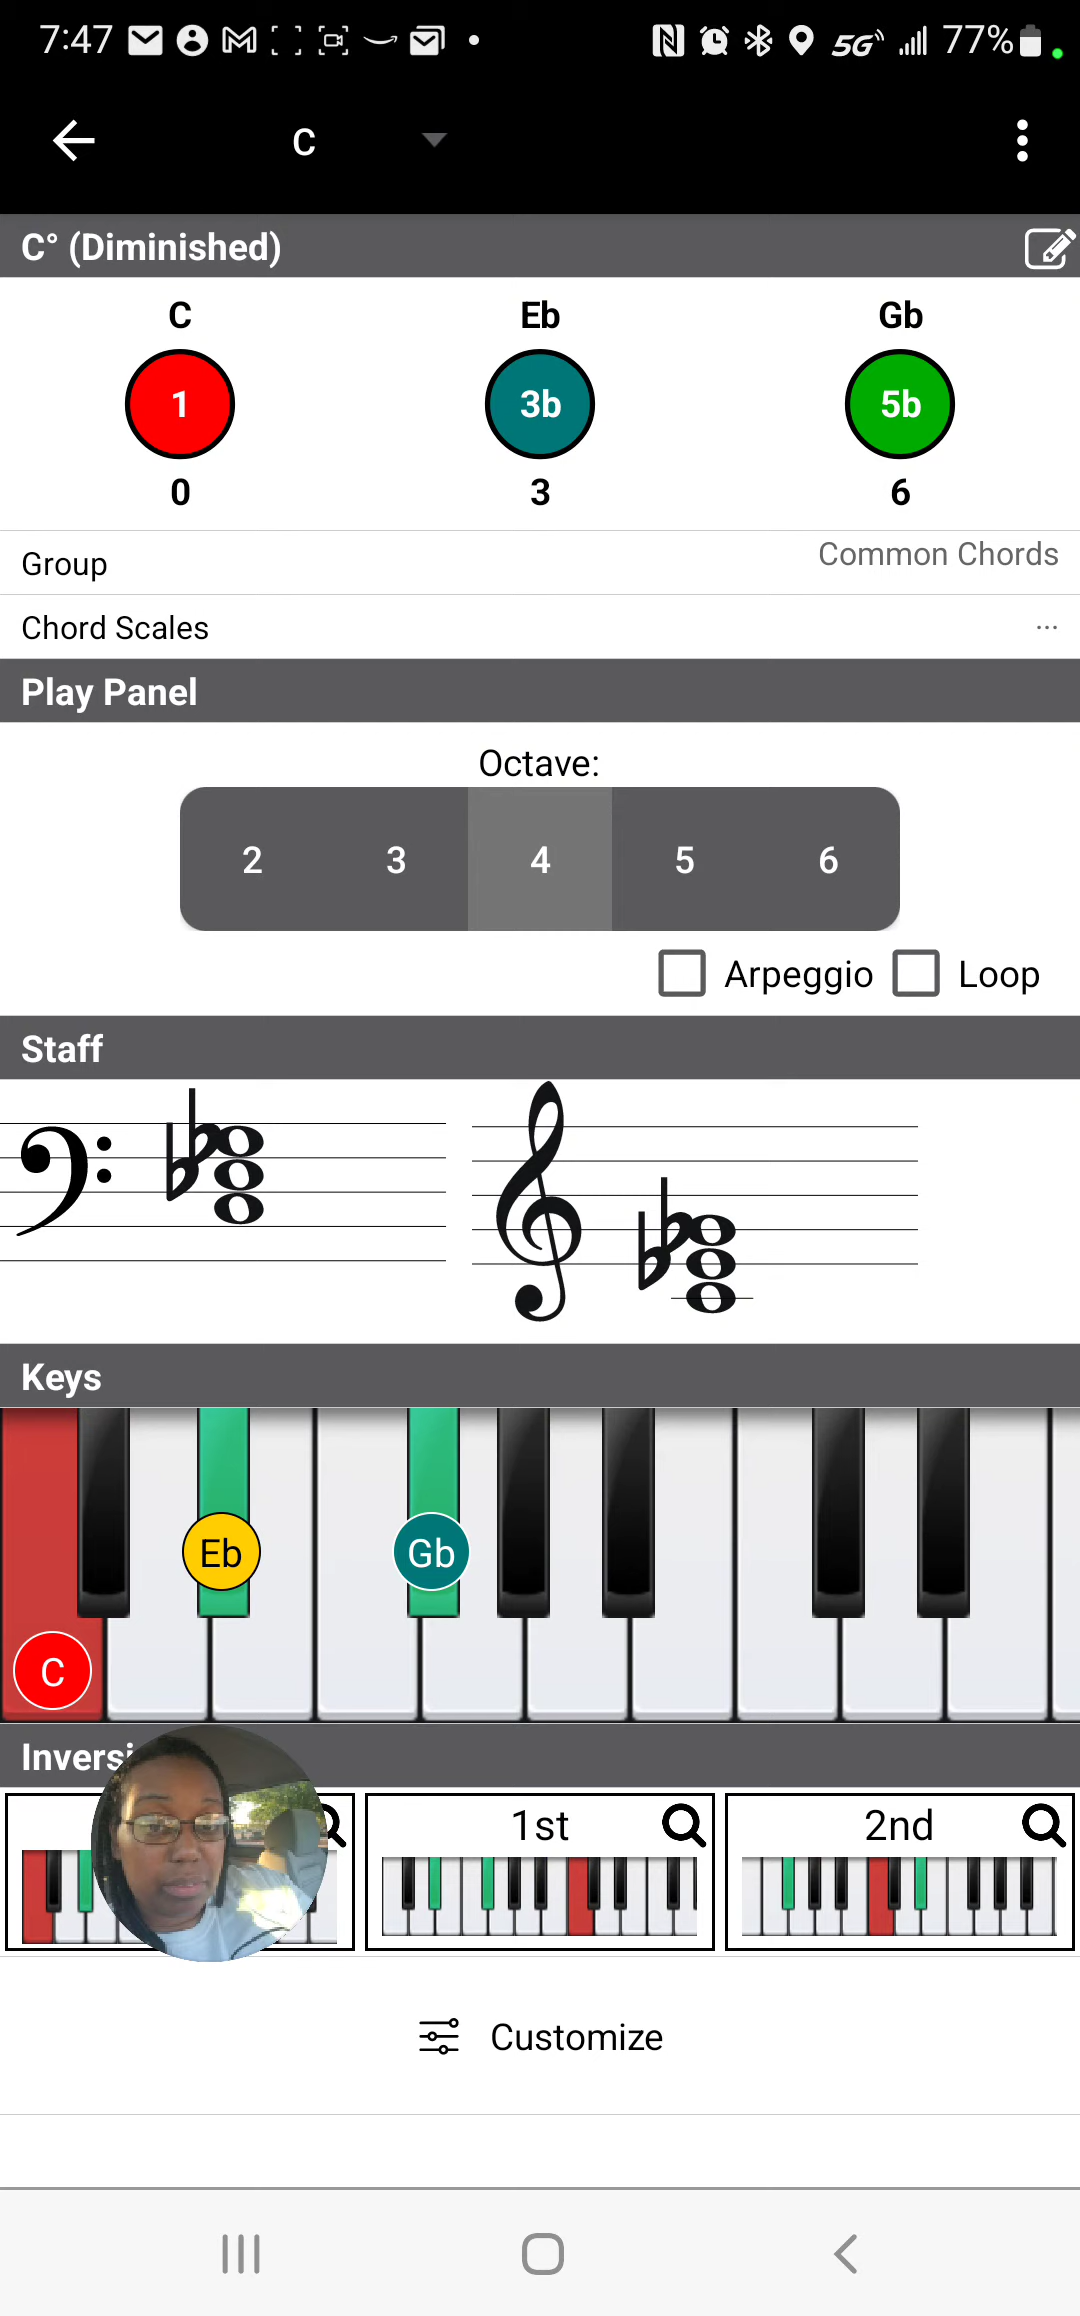 7:47 5G 77%
C
C° (Diminished)
C Eb Gb
1 3b 5b
0 3 6
Group Common Chords
Chord Scales ...
Play Panel
Octave:
2 3 4 5 6
Arpeggio Loop
Staff
Keys
Eb Gb
C
1st 2nd
Customize